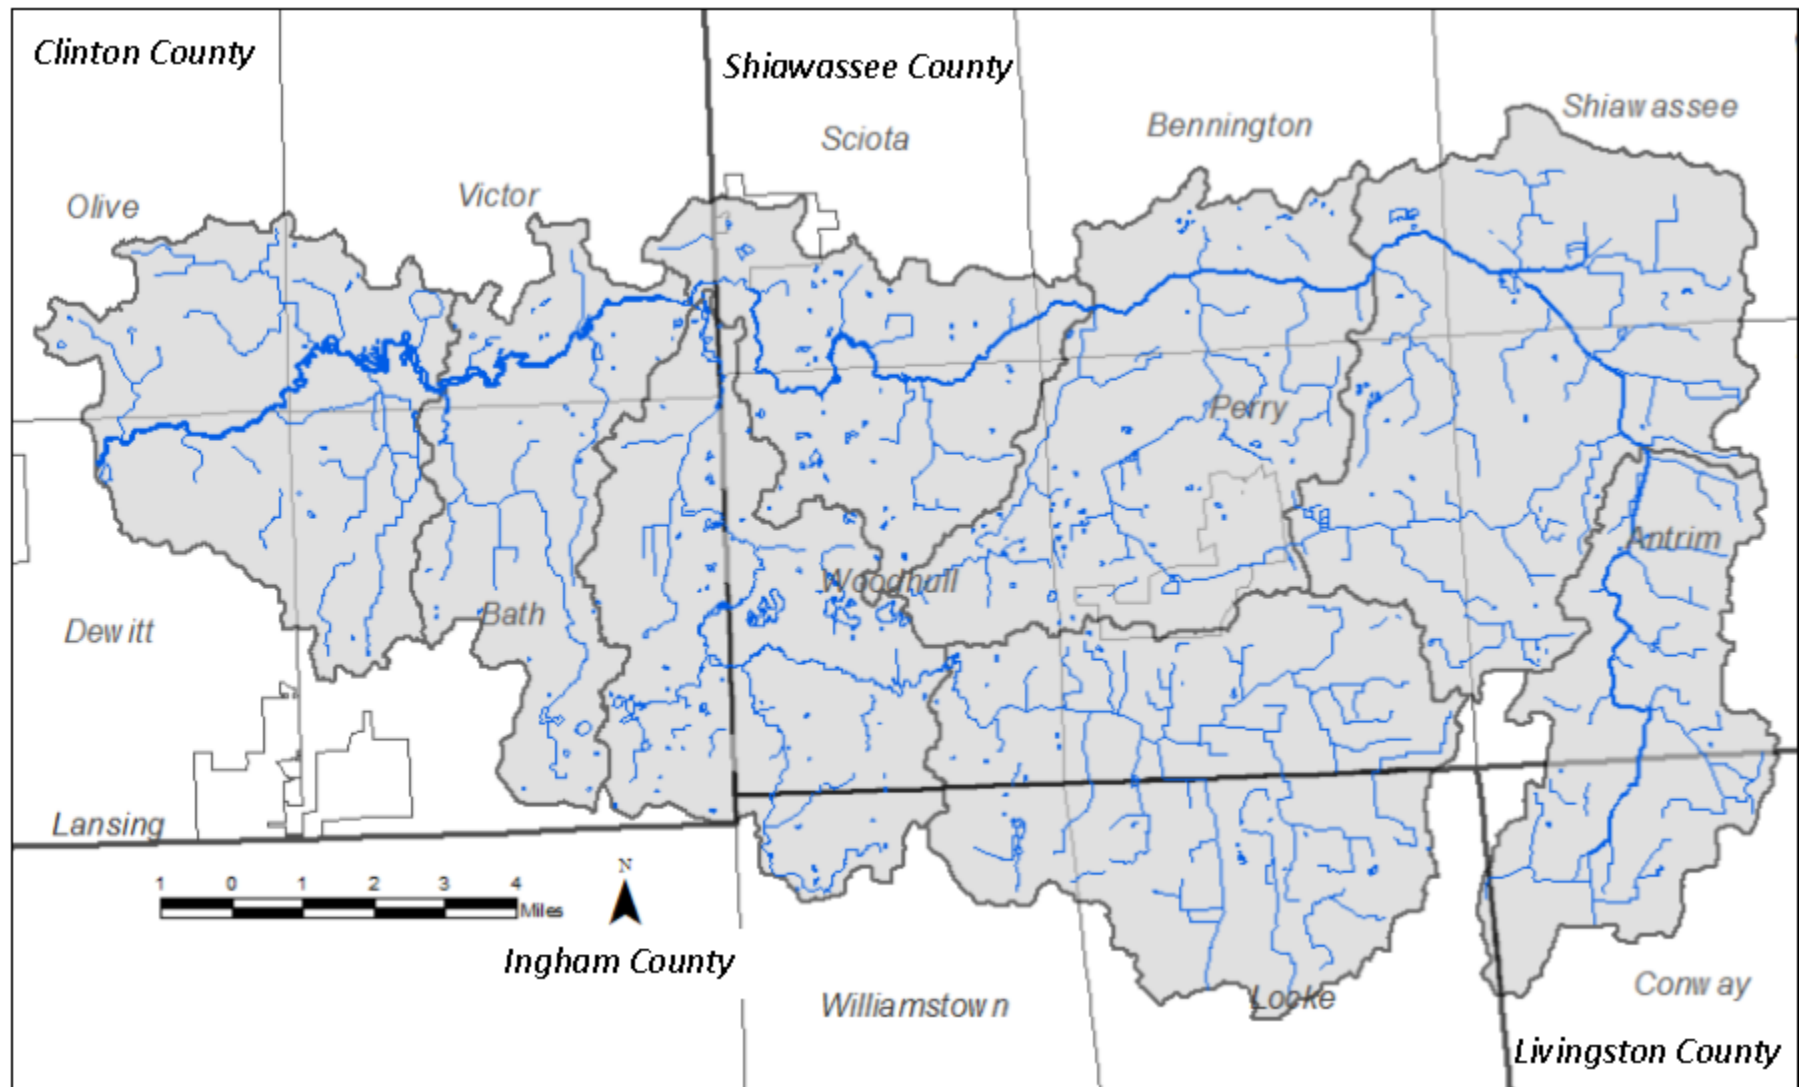 Clinton County
Shiawassee County
Shiawassee
Bennington
Sciota
Victor
Olive
Perry
Antrim
Woodhull
Bath
Dewitt
Lansing
1 0 1 2 3 4
Miles
N
Ingham County
Williamstown
Locke
Conway
Livingston County